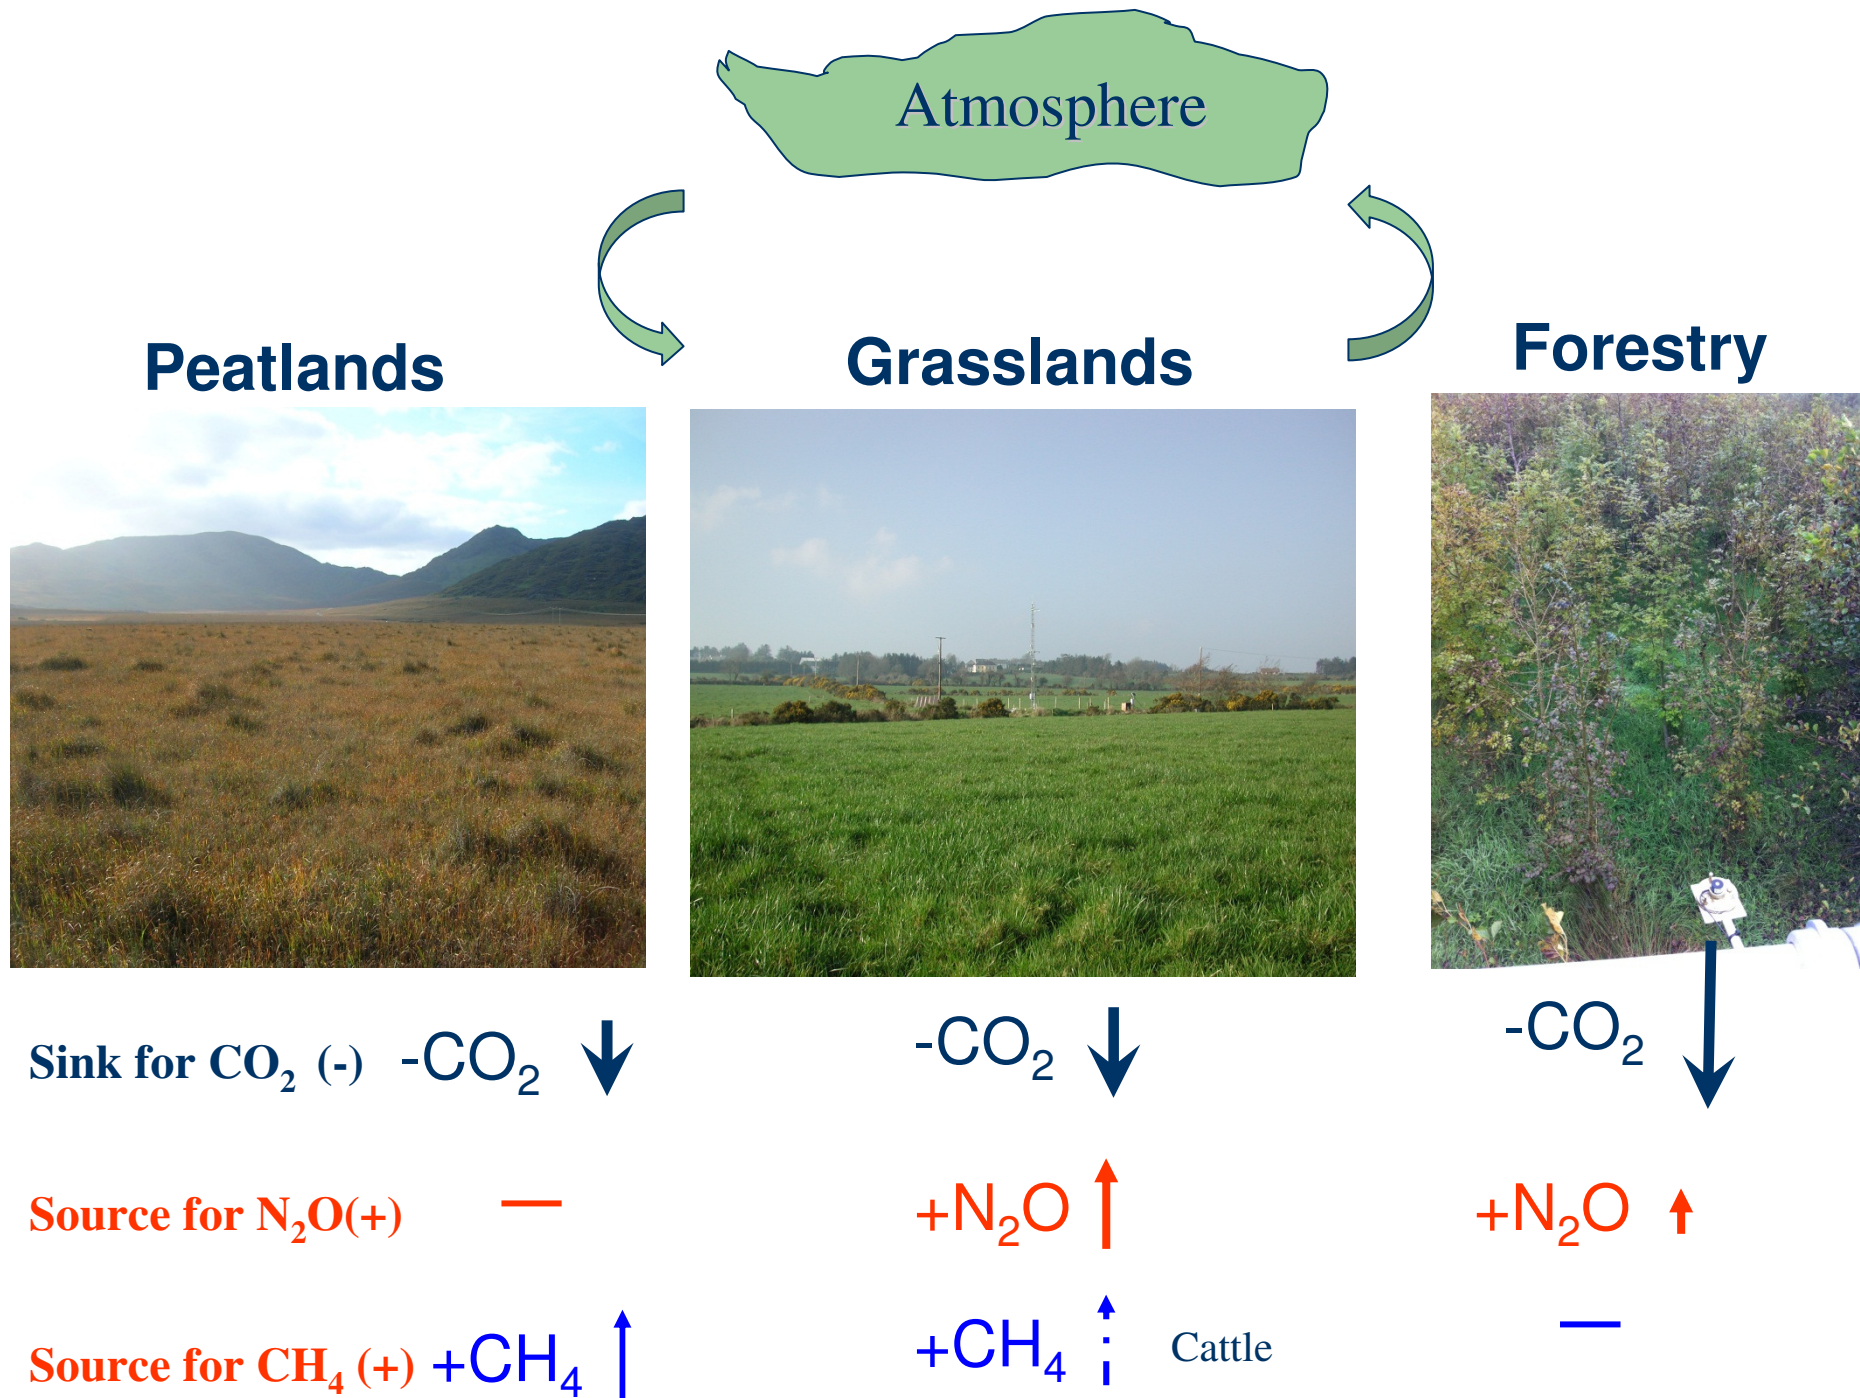 Atmosphere
Peatlands
Grasslands
Forestry
Sink for CO₂ (-) -CO₂
-CO₂
-CO₂
Source for N₂O(+)
+N₂O
+N₂O
Source for CH₄ (+) +CH₄
+CH₄
Cattle